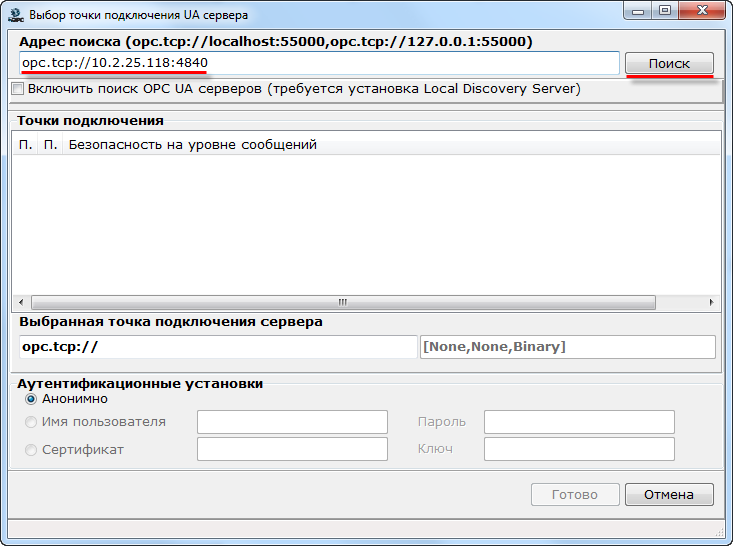 Выбор точки подключения UA сервера
Адрес поиска (opc.tcp://localhost:55000,opc.tcp://127.0.0.1:55000)
opc.tcp://10.2.25.118:4840
Поиск
Включить поиск OPC UA серверов (требуется установка Local Discovery Server)
Точки подключения
П. П. Безопасность на уровне сообщений
Выбранная точка подключения сервера
opc.tcp:// [None,None,Binary]
Аутентификационные установки
Анонимно
Имя пользователя Пароль
Сертификат Ключ
Готово Отмена